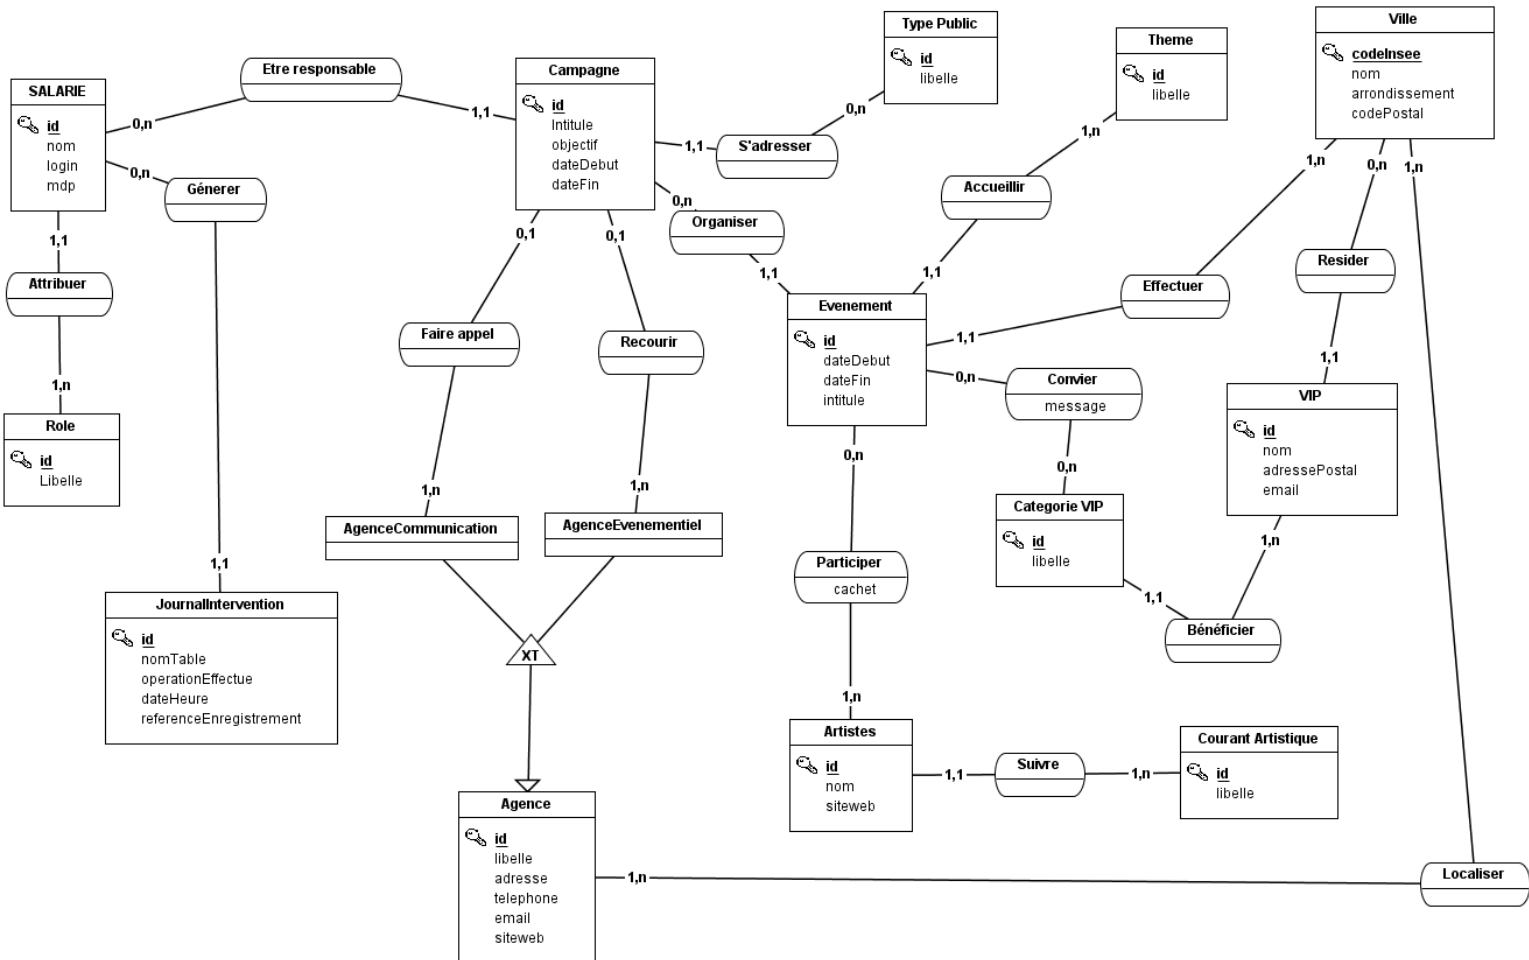 Type Public
id
libelle
Theme
id
libelle
Ville
codeInsee
nom
arrondissement
codePostal
Etre responsable
Campagne
id
Intitule
objectif
dateDebut
dateFin
SALARIE
id
nom
login
mdp
0,n
1,1
1,1
0,n
S'adresser
1,n
Accueillir
1,1
0,n
Génerer
0,n
Organiser
1,1
1,n
0,n
1,n
1,1
Attribuer
1,n
Role
id
Libelle
0,1
0,1
Faire appel
Recourir
1,n
1,n
AgenceCommunication
AgenceEvenementiel
XT
Evenement
id
dateDebut
dateFin
intitule
Effectuer
1,1
Resider
1,1
0,n
Convier
message
0,n
VIP
id
nom
adressePostal
email
Categorie VIP
id
libelle
1,1
1,n
Bénéficier
0,n
Participer
cachet
1,n
1,1
JournalIntervention
id
nomTable
operationEffectue
dateHeure
referenceEnregistrement
Artistes
id
nom
siteweb
1,1
Suivre
1,n
Courant Artistique
id
libelle
Agence
id
libelle
adresse
telephone
email
siteweb
1,n
Localiser